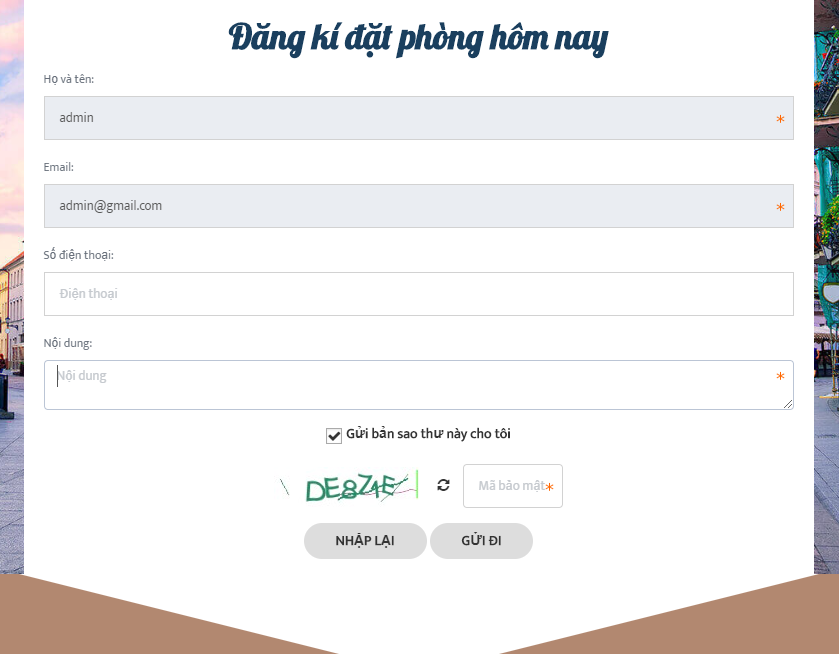 Đăng kí đặt phòng hôm nay
Họ và tên:
admin
*
Email:
admin@gmail.com
*
Số điện thoại:
Điện thoại
Nội dung:
Nội dung
*
Gửi bản sao thư này cho tôi
Mã bảo mật
*
NHẬP LẠI GỬI ĐI